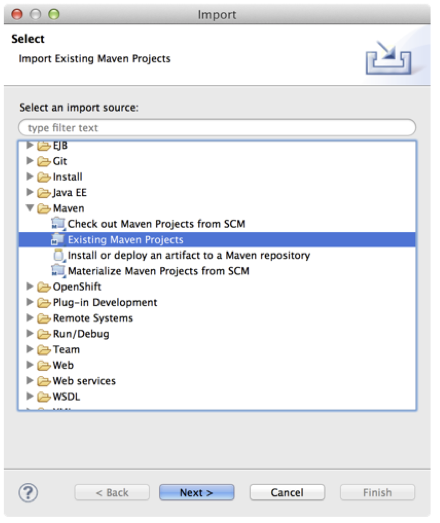 Import
Select
Import Existing Maven Projects
Select an import source:
type filter text
EJB
Git
Install
Java EE
Maven
Check out Maven Projects from SCM
Existing Maven Projects
Install or deploy an artifact to a Maven repository
Materialize Maven Projects from SCM
OpenShift
Plug-in Development
Remote Systems
Run/Debug
Team
Web
Web services
WSDL
?
< Back
Next >
Cancel
Finish